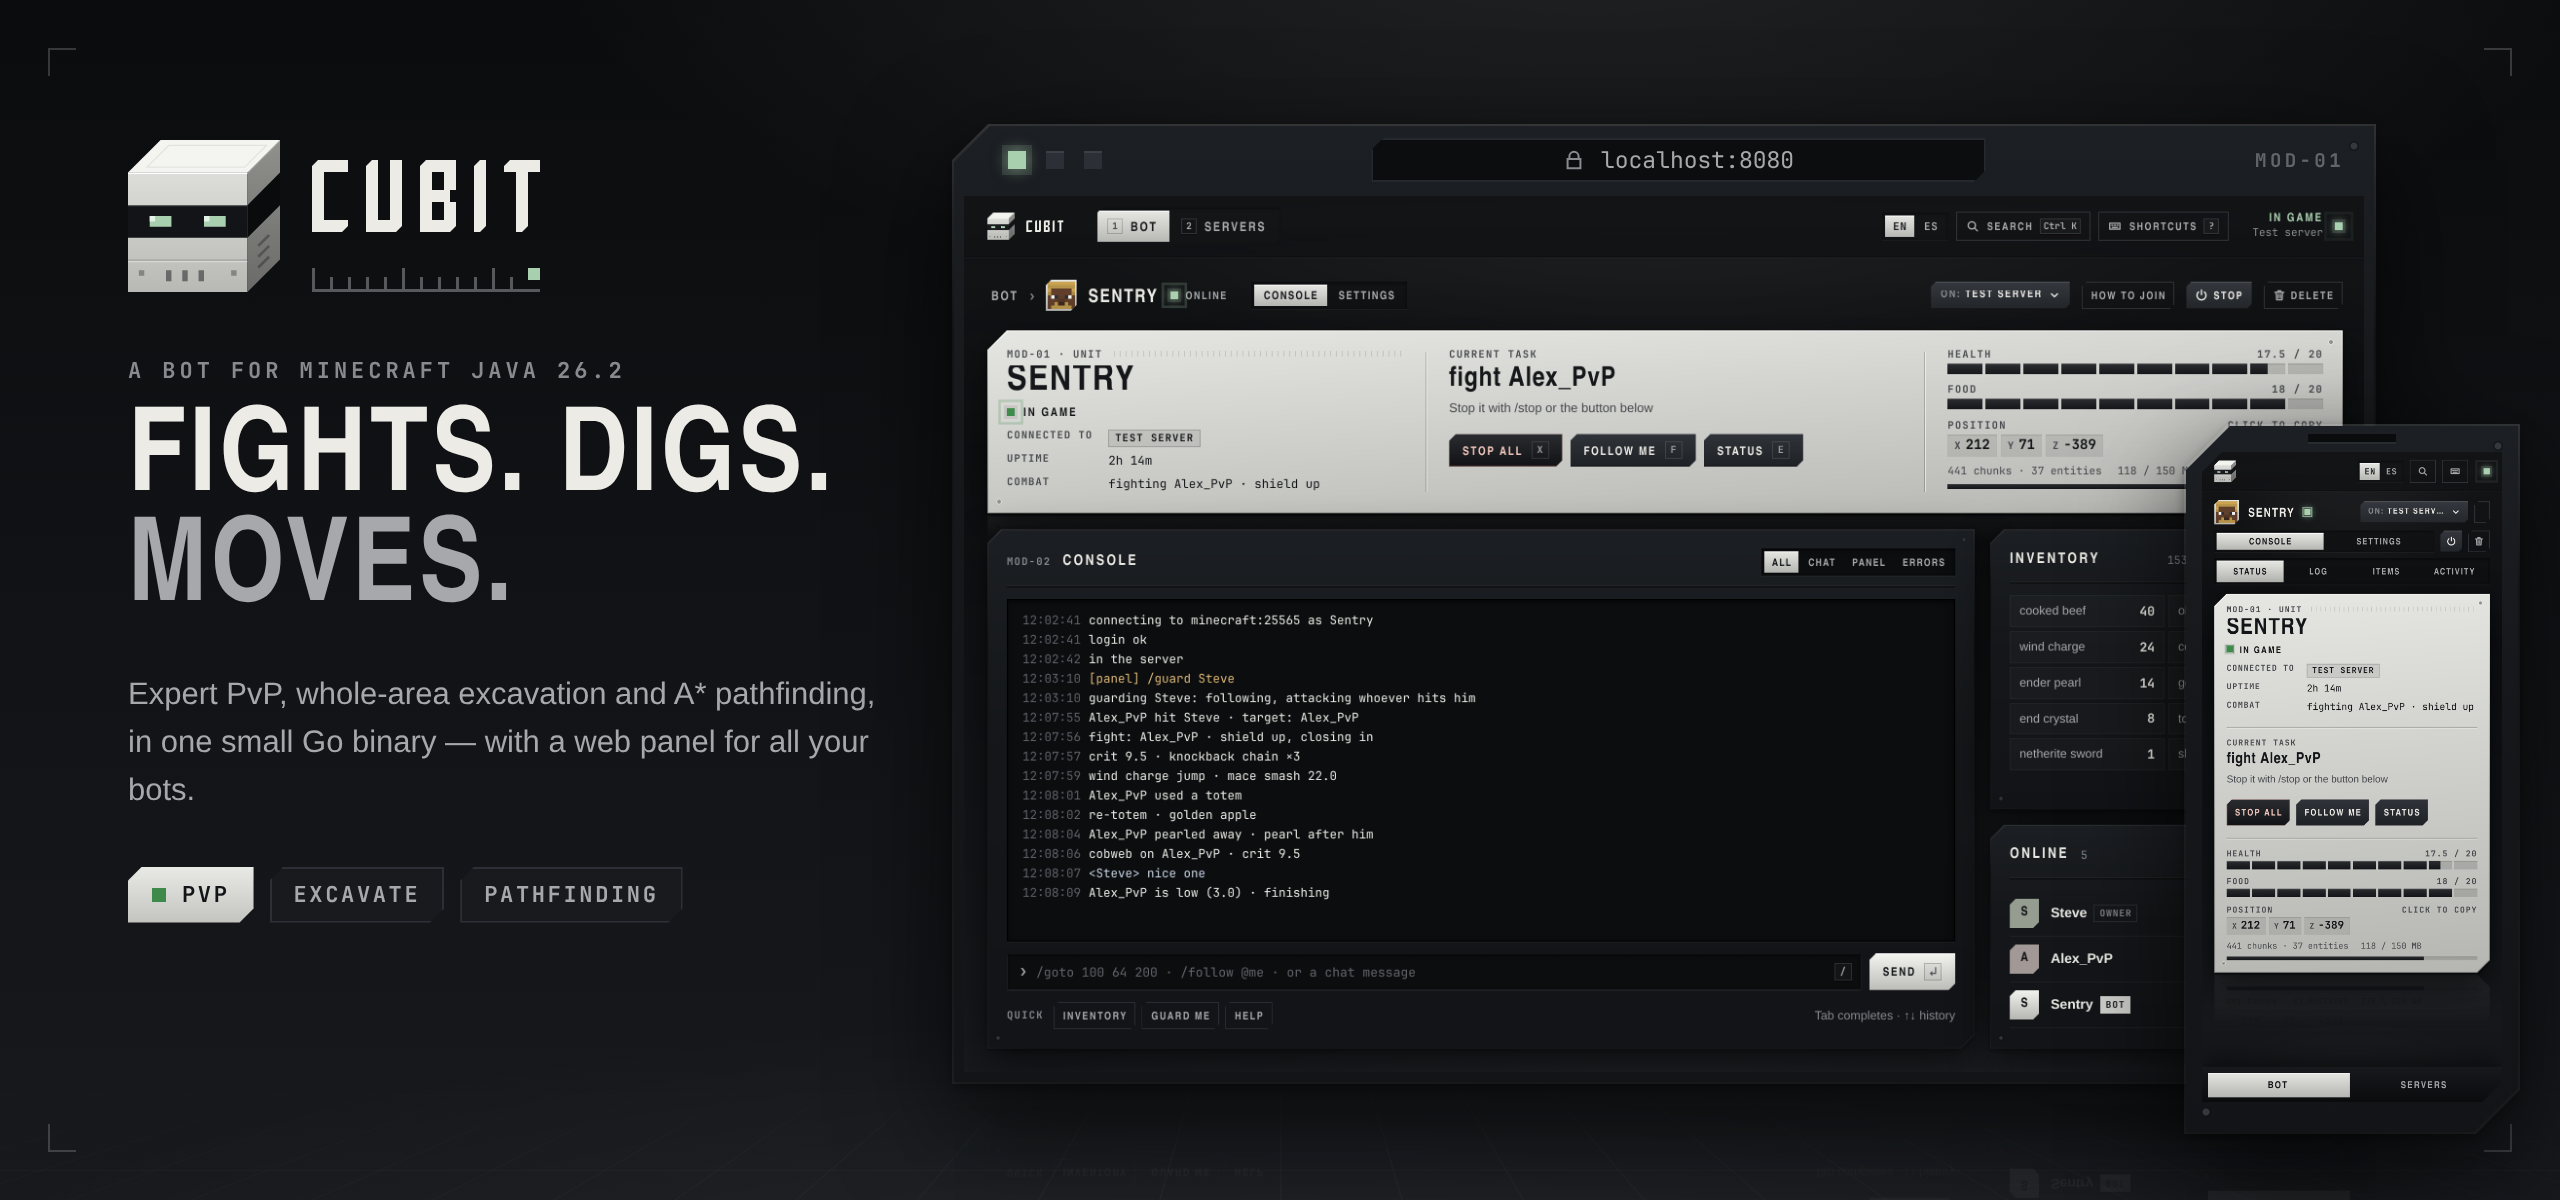 CUBIT
A BOT FOR MINECRAFT JAVA 26.2
FIGHTS. DIGS.
MOVES.
Expert PvP, whole-area excavation and A* pathfinding,
in one small Go binary — with a web panel for all your
bots.
PVP
EXCAVATE
PATHFINDING
localhost:8080
MOD-01
CUBIT
1 BOT
2 SERVERS
EN ES
SEARCH Ctrl K
SHORTCUTS ?
IN GAME
Test server
BOT › SENTRY ONLINE
CONSOLE SETTINGS
ON: TEST SERVER
HOW TO JOIN
STOP
DELETE
MOD-01 · UNIT
SENTRY
IN GAME
CONNECTED TO TEST SERVER
UPTIME 2h 14m
COMBAT fighting Alex_PvP · shield up
CURRENT TASK
fight Alex_PvP
Stop it with /stop or the button below
STOP ALL X
FOLLOW ME F
STATUS E
HEALTH 17.5 / 20
FOOD 18 / 20
POSITION CLICK TO COPY
X 212 Y 71 Z -389
441 chunks · 37 entities 118 / 150
MOD-02 CONSOLE
ALL CHAT PANEL ERRORS
12:02:41 connecting to minecraft:25565 as Sentry
12:02:41 login ok
12:02:42 in the server
12:03:10 [panel] /guard Steve
12:03:10 guarding Steve: following, attacking whoever hits him
12:07:55 Alex_PvP hit Steve · target: Alex_PvP
12:07:56 fight: Alex_PvP · shield up, closing in
12:07:57 crit 9.5 · knockback chain ×3
12:07:59 wind charge jump · mace smash 22.0
12:08:01 Alex_PvP used a totem
12:08:02 re-totem · golden apple
12:08:04 Alex_PvP pearled away · pearl after him
12:08:06 cobweb on Alex_PvP · crit 9.5
12:08:07 <Steve> nice one
12:08:09 Alex_PvP is low (3.0) · finishing
› /goto 100 64 200 · /follow @me · or a chat message /
SEND
QUICK INVENTORY GUARD ME HELP
Tab completes · ↑↓ history
INVENTORY 153
cooked beef 40
wind charge 24
ender pearl 14
end crystal 8
netherite sword 1
ONLINE 5
S Steve OWNER
A Alex_PvP
S Sentry BOT
EN ES
SENTRY
ON: TEST SERV...
CONSOLE SETTINGS
STATUS LOG ITEMS ACTIVITY
MOD-01 · UNIT
SENTRY
IN GAME
CONNECTED TO TEST SERVER
UPTIME 2h 14m
COMBAT fighting Alex_PvP · shield up
CURRENT TASK
fight Alex_PvP
Stop it with /stop or the button below
STOP ALL
FOLLOW ME
STATUS
HEALTH 17.5 / 20
FOOD 18 / 20
POSITION CLICK TO COPY
X 212 Y 71 Z -389
441 chunks · 37 entities 118 / 150 MB
BOT SERVERS